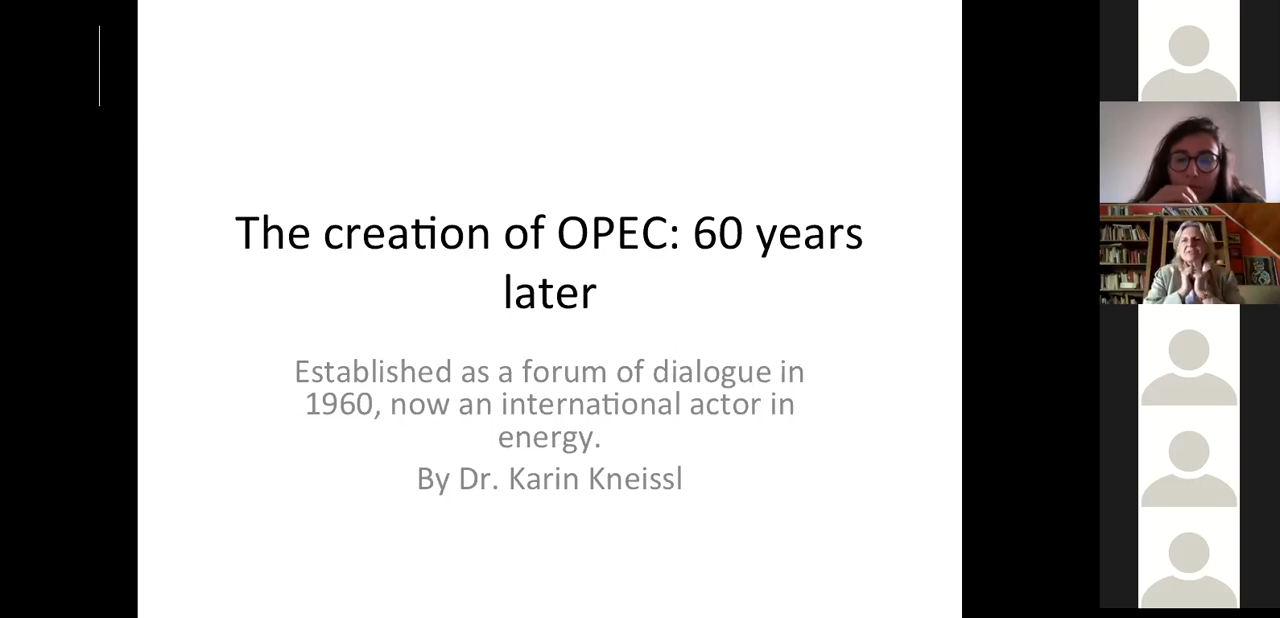 The creation of OPEC: 60 years
later
Established as a forum of dialogue in
1960, now an international actor in
energy.
By Dr. Karin Kneissl